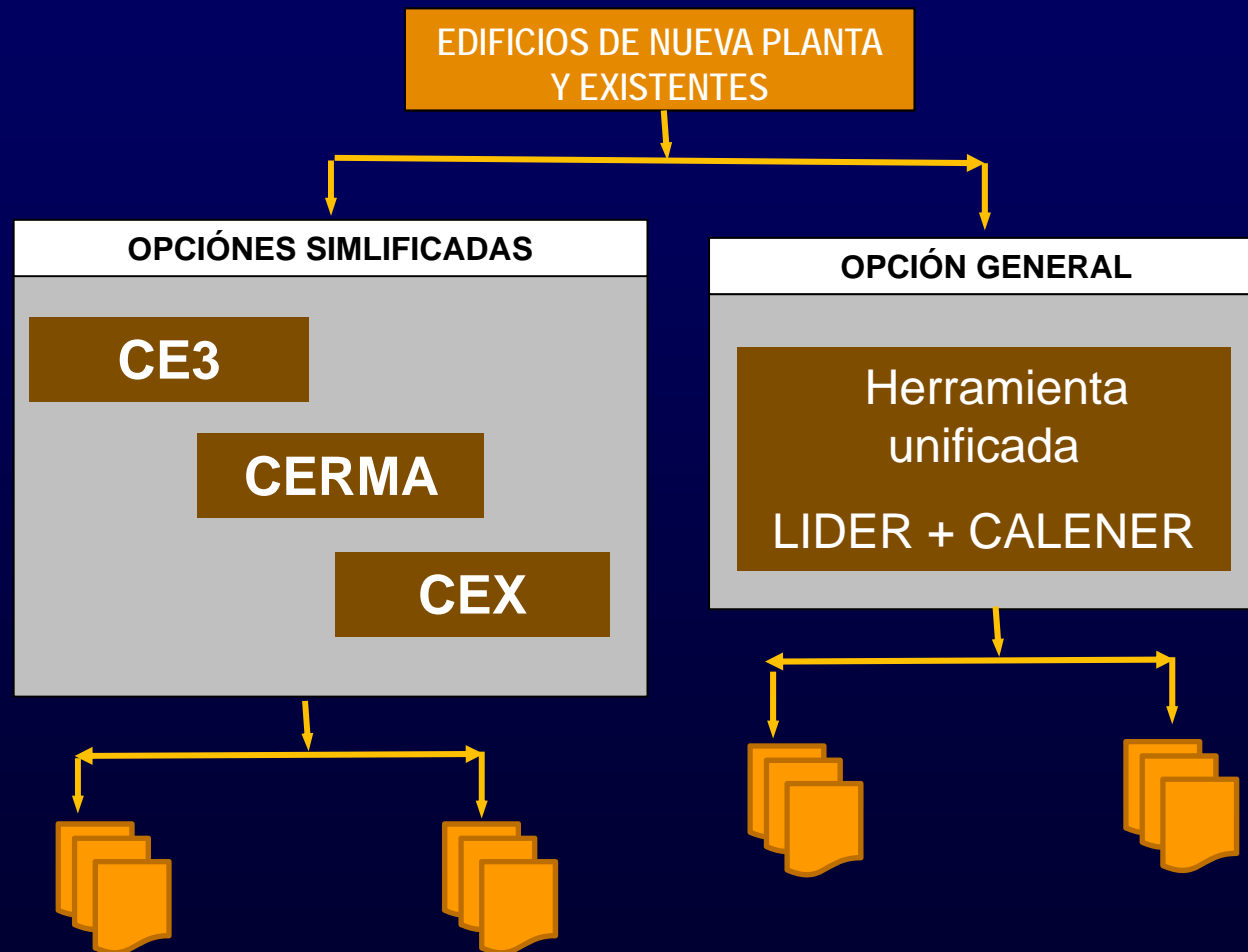 EDIFICIOS DE NUEVA PLANTA
Y EXISTENTES
OPCIÓNES SIMLIFICADAS
CE3
CERMA
CEX
OPCIÓN GENERAL
Herramienta
unificada
LIDER + CALENER